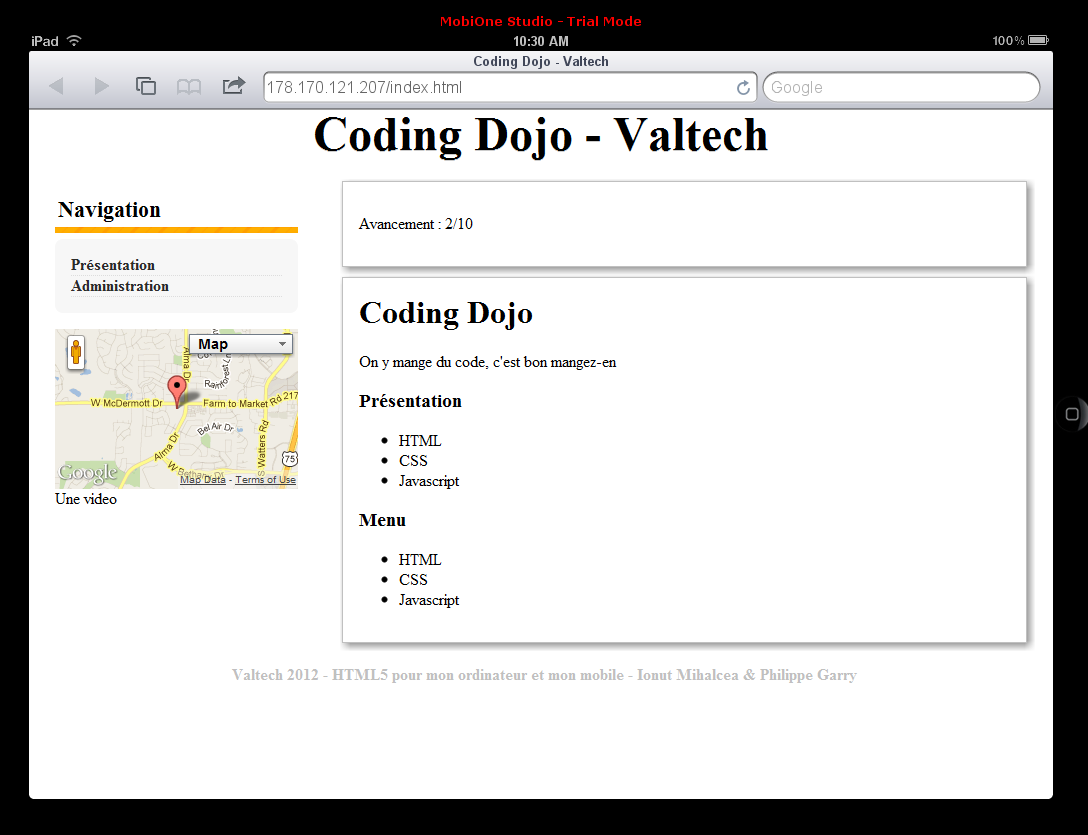 MobiOne Studio - Trial Mode
iPad 10:30 AM 100%
Coding Dojo - Valtech
178.170.121.207/index.html Google
Coding Dojo - Valtech
Navigation
Présentation
Administration
Map
Alma Dr
Rainforest
W McDermott Dr
Farm to Market Rd 217
Bel Air Dr
Alma Dr
S Watters Rd
W Bethany Dr
75
Google
Map Data - Terms of Use
Une video
Avancement : 2/10
Coding Dojo
On y mange du code, c'est bon mangez-en
Présentation
HTML
CSS
Javascript
Menu
HTML
CSS
Javascript
Valtech 2012 - HTML5 pour mon ordinateur et mon mobile - Ionut Mihalcea & Philippe Garry